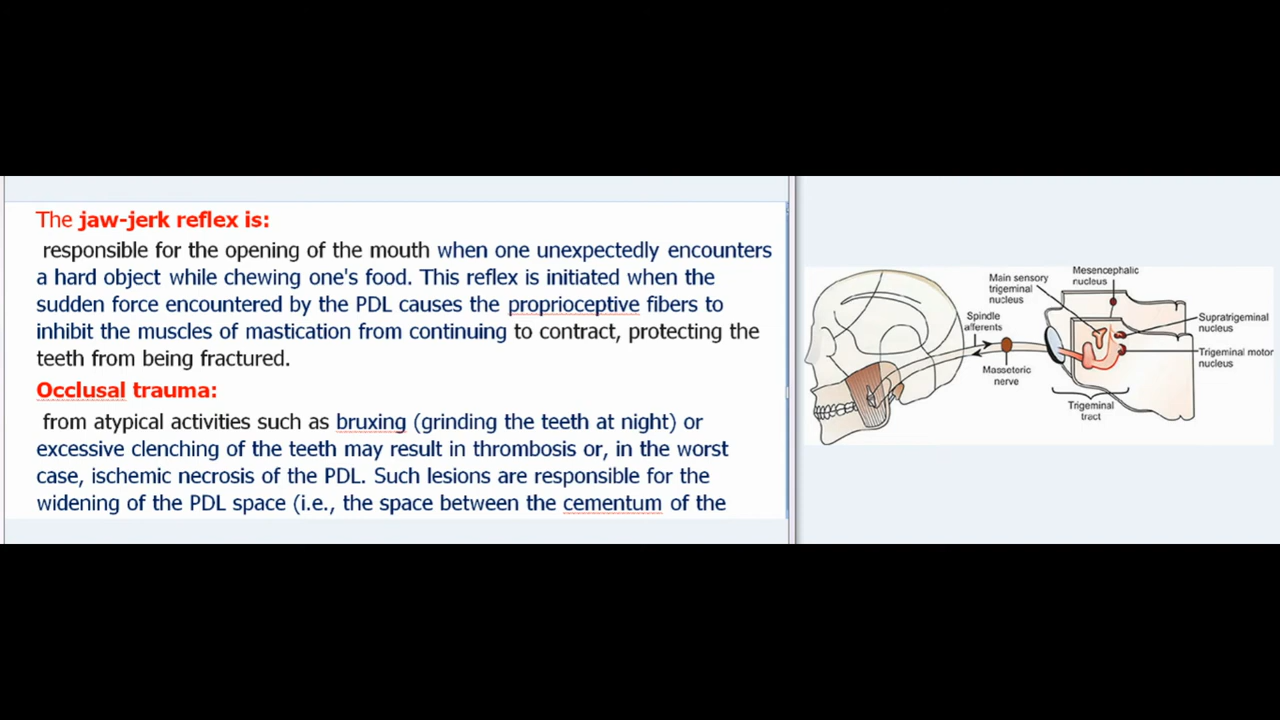 The jaw-jerk reflex is:
responsible for the opening of the mouth when one unexpectedly encounters
a hard object while chewing one's food. This reflex is initiated when the
sudden force encountered by the PDL causes the proprioceptive fibers to
inhibit the muscles of mastication from continuing to contract, protecting the
teeth from being fractured.
Occlusal trauma:
from atypical activities such as bruxing (grinding the teeth at night) or
excessive clenching of the teeth may result in thrombosis or, in the worst
case, ischemic necrosis of the PDL. Such lesions are responsible for the
widening of the PDL space (i.e., the space between the cementum of the
Main sensory
trigeminal
nucleus
Mesencephalic
nucleus
Spindle
afferents
Supratrigeminal
nucleus
Trigeminal motor
nucleus
Masseteric
nerve
Trigeminal
tract